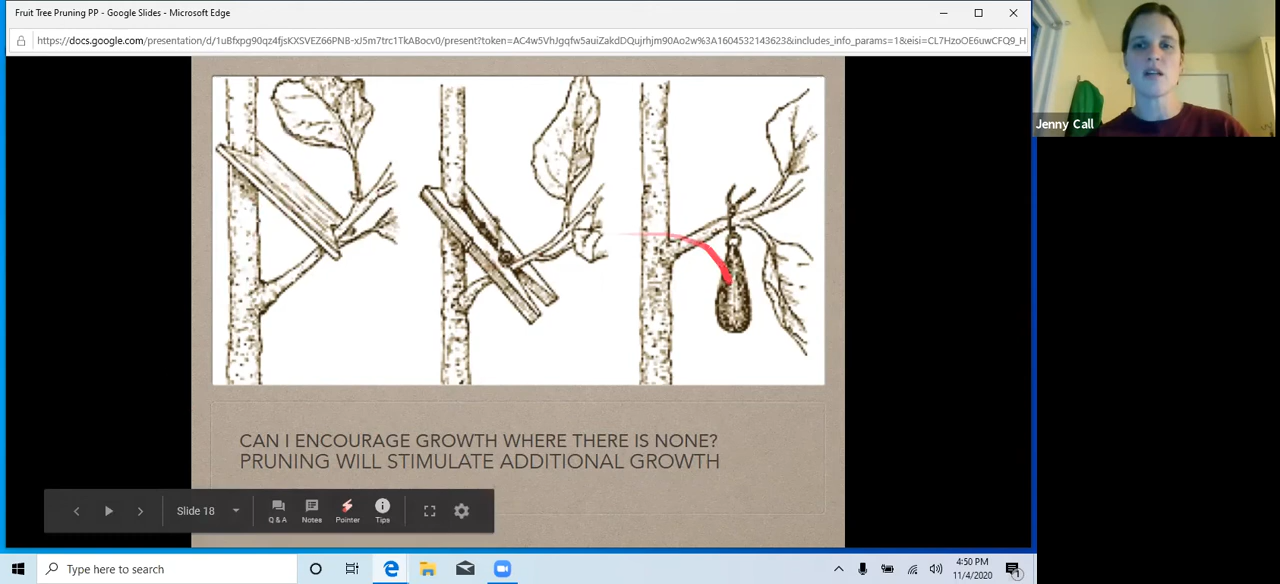 Fruit Tree Pruning PP - Google Slides - Microsoft Edge
https://docs.google.com/presentation/d/1uBfxpg90qz4fjsKXSVEZ66PNB-xJ5m7trc1TkABocv0/present?token=AC4w5VhJgqfw5auiZakdDQujrhjm90Ao2w%3A1604532143623&includes_info_params=1&eisi=CL7HzoOE6uwCFQ9_H
Jenny Call
CAN I ENCOURAGE GROWTH WHERE THERE IS NONE?
PRUNING WILL STIMULATE ADDITIONAL GROWTH
Slide 18
Q & A
Notes
Pointer
Tips
Type here to search
4:50 PM
11/4/2020
1